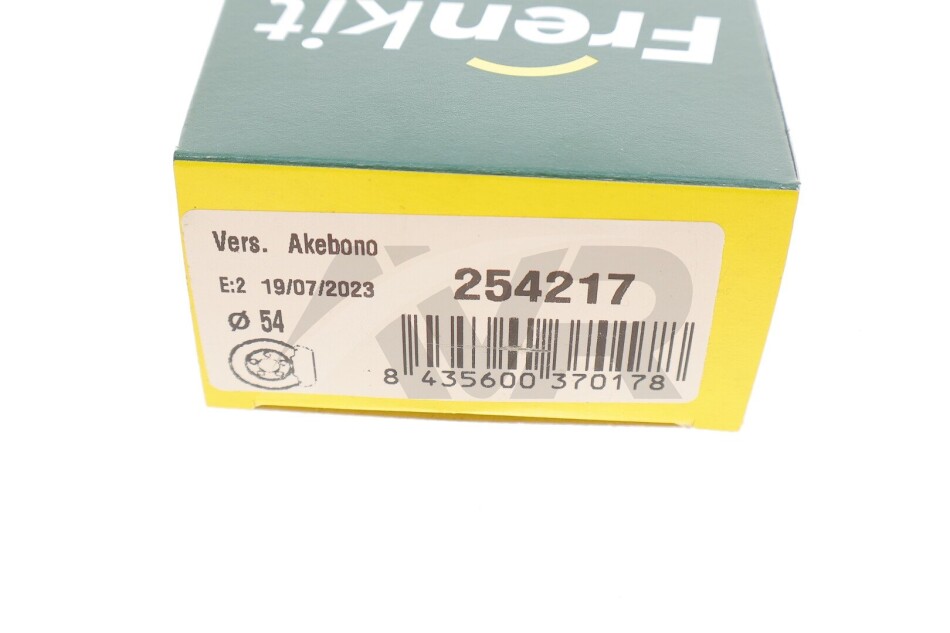 Frenkit
Vers. Akebono
E:2 19/07/2023
254217
Ø 54
8 435600 370178